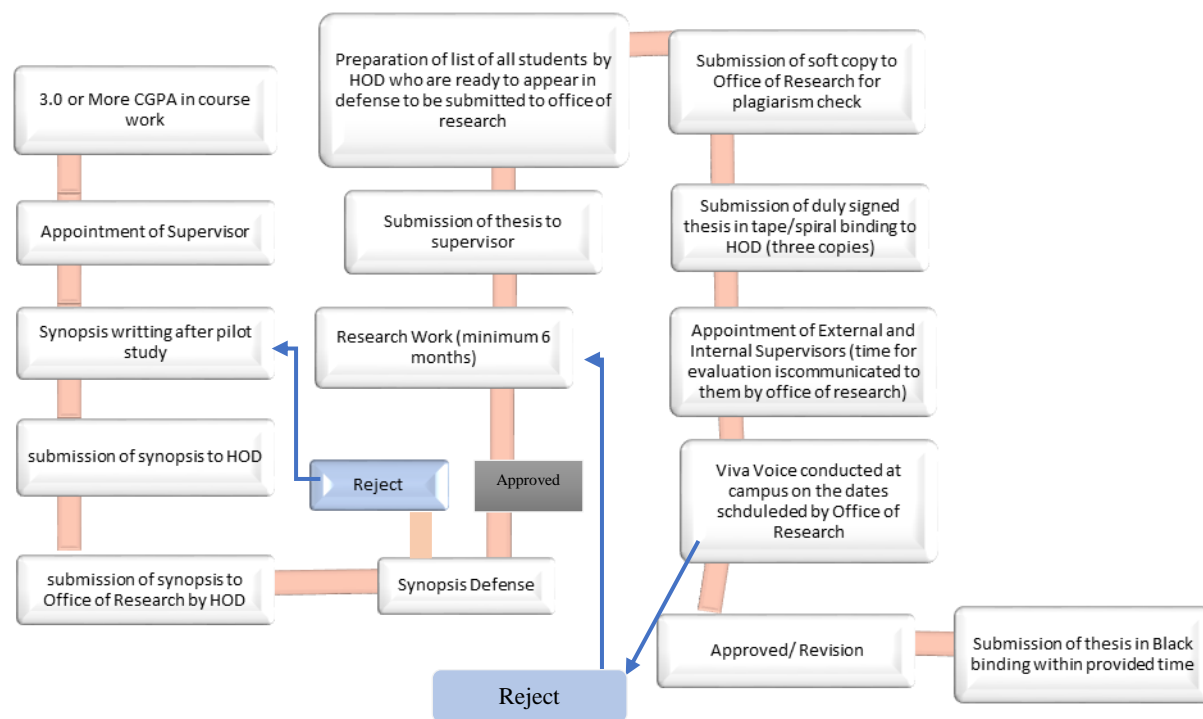 3.0 or More CGPA in course
work
Appointment of Supervisor
Synopsis writting after pilot
study
submission of synopsis to HOD
submission of synopsis to
Office of Research by HOD
Synopsis Defense
Reject
Approved
Research Work (minimum 6
months)
Submission of thesis to
supervisor
Preparation of list of all students by
HOD who are ready to appear in
defense to be submitted to office of
research
Submission of soft copy to
Office of Research for
plagiarism check
Submission of duly signed
thesis in tape/spiral binding to
HOD (three copies)
Appointment of External and
Internal Supervisors (time for
evaluation iscommunicated to
them by office of research)
Viva Voice conducted at
campus on the dates
schduleded by Office of
Research
Reject
Approved/ Revision
Submission of thesis in Black
binding within provided time